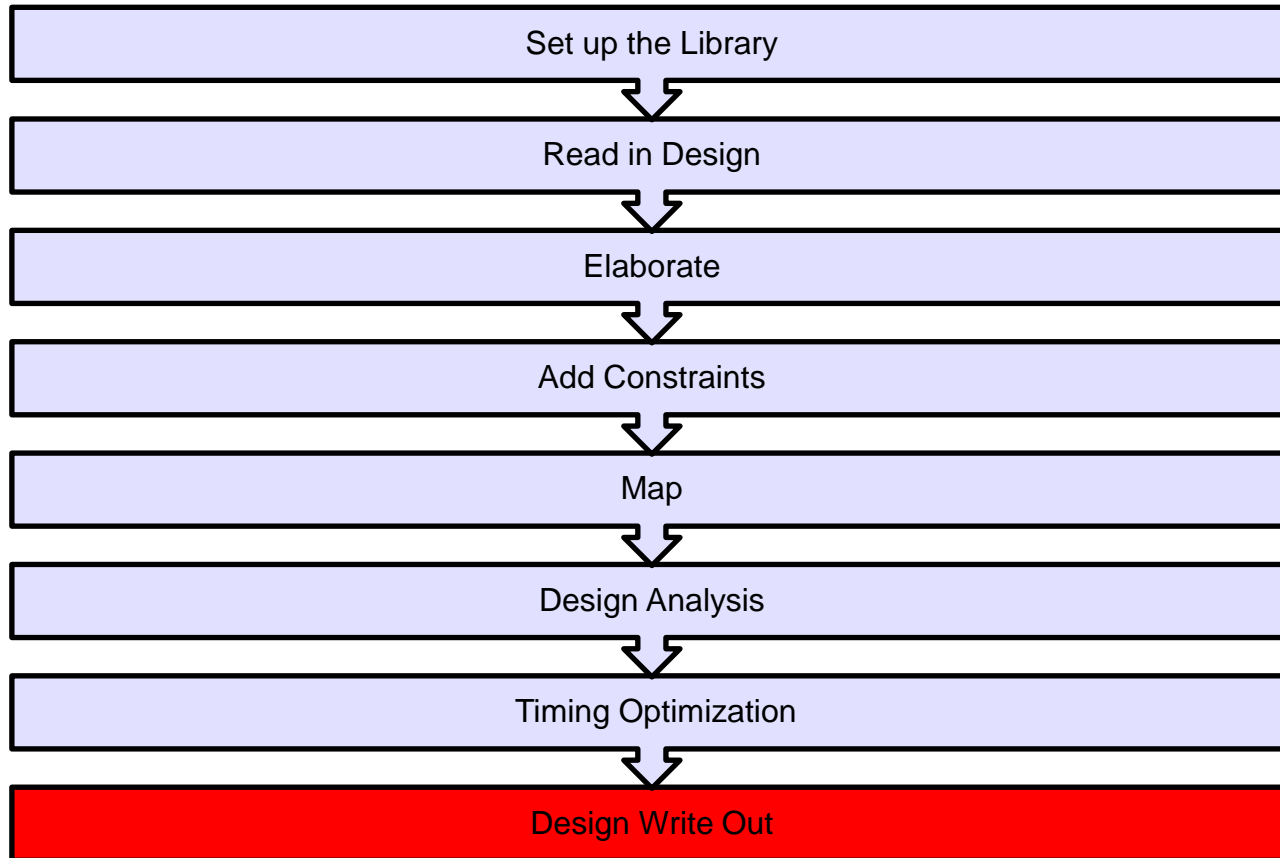 Set up the Library
Read in Design
Elaborate
Add Constraints
Map
Design Analysis
Timing Optimization
Design Write Out